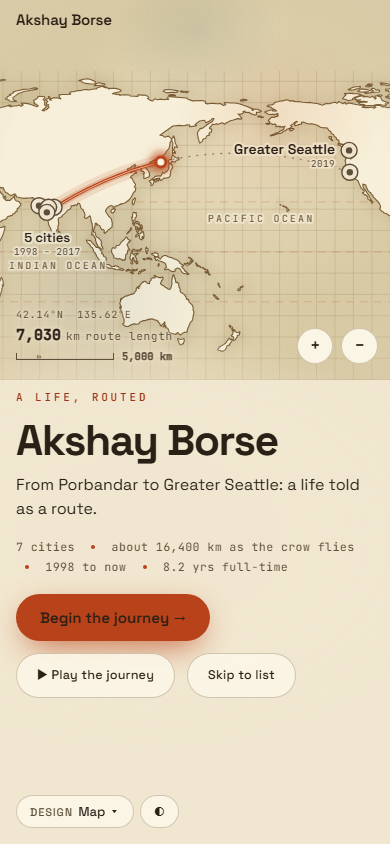 Akshay Borse
Greater Seattle
2019
PACIFIC OCEAN
5 cities
1998 – 2017
INDIAN OCEAN
42.14°N 135.62°E
7,030 km route length
5,000 km
+
−
A LIFE, ROUTED
Akshay Borse
From Porbandar to Greater Seattle: a life told
as a route.
7 cities • about 16,400 km as the crow flies
• 1998 to now • 8.2 yrs full-time
Begin the journey →
▶ Play the journey
Skip to list
DESIGN Map ▾